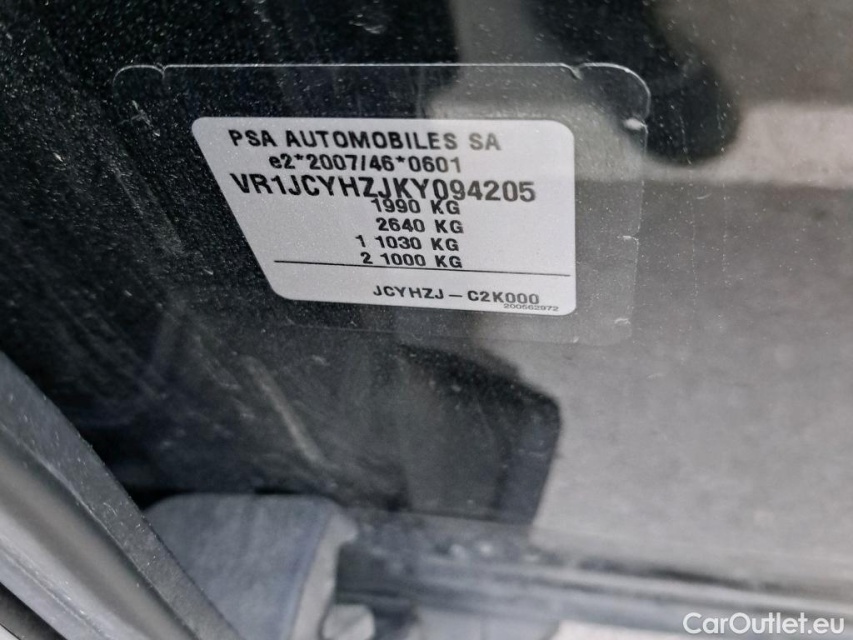 PSA AUTOMOBILES SA
e2*2007/46*0601
VR1JCYHZJKY094205
1990 KG
2640 KG
1 1030 KG
2 1000 KG
JCYHZJ – C2K000
200562972
CarOutlet.eu